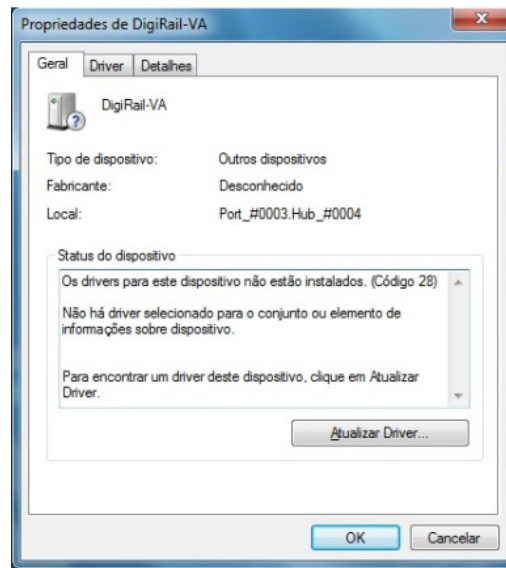 Propriedades de DigiRail-VA
Geral Driver Detalhes
DigiRail-VA
Tipo de dispositivo: Outros dispositivos
Fabricante: Desconhecido
Local: Port_#0003.Hub_#0004
Status do dispositivo
Os drivers para este dispositivo não estão instalados. (Código 28)
Não há driver selecionado para o conjunto ou elemento de
informações sobre dispositivo.
Para encontrar um driver deste dispositivo, clique em Atualizar
Driver.
Atualizar Driver...
OK Cancelar